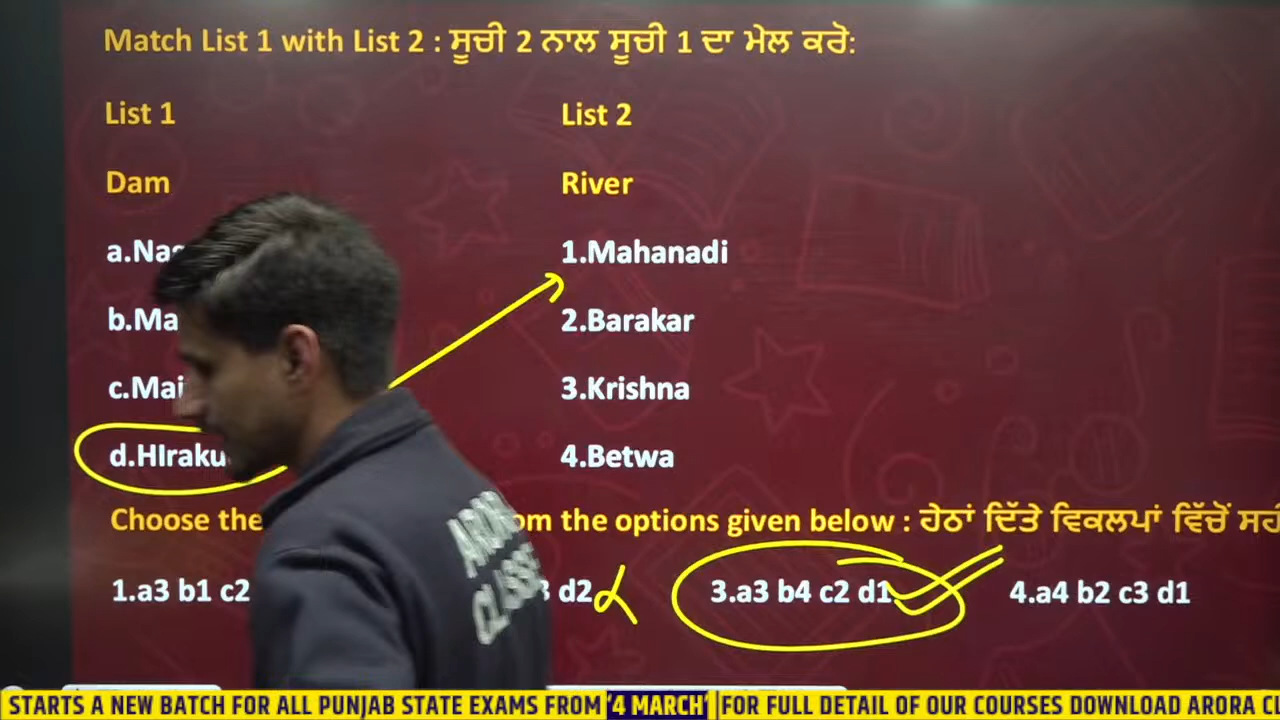 Match List 1 with List 2 : ਸੂਚੀ 2 ਨਾਲ ਸੂਚੀ 1 ਦਾ ਮੇਲ ਕਰੋ:
List 1 List 2
Dam River
1.Mahanadi
2.Barakar
3.Krishna
4.Betwa
Choose the the options given below : ਹੇਠਾਂ ਦਿੱਤੇ ਵਿਕਲਪਾਂ ਵਿੱਚੋਂ
1.a3 b1 c2 d2 3.a3 b4 c2 d1 4.a4 b2 c3 d1
STARTS A NEW BATCH FOR ALL PUNJAB STATE EXAMS FROM '4 MARCH' FOR FULL DETAIL OF OUR COURSES DOWNLOAD ARORA